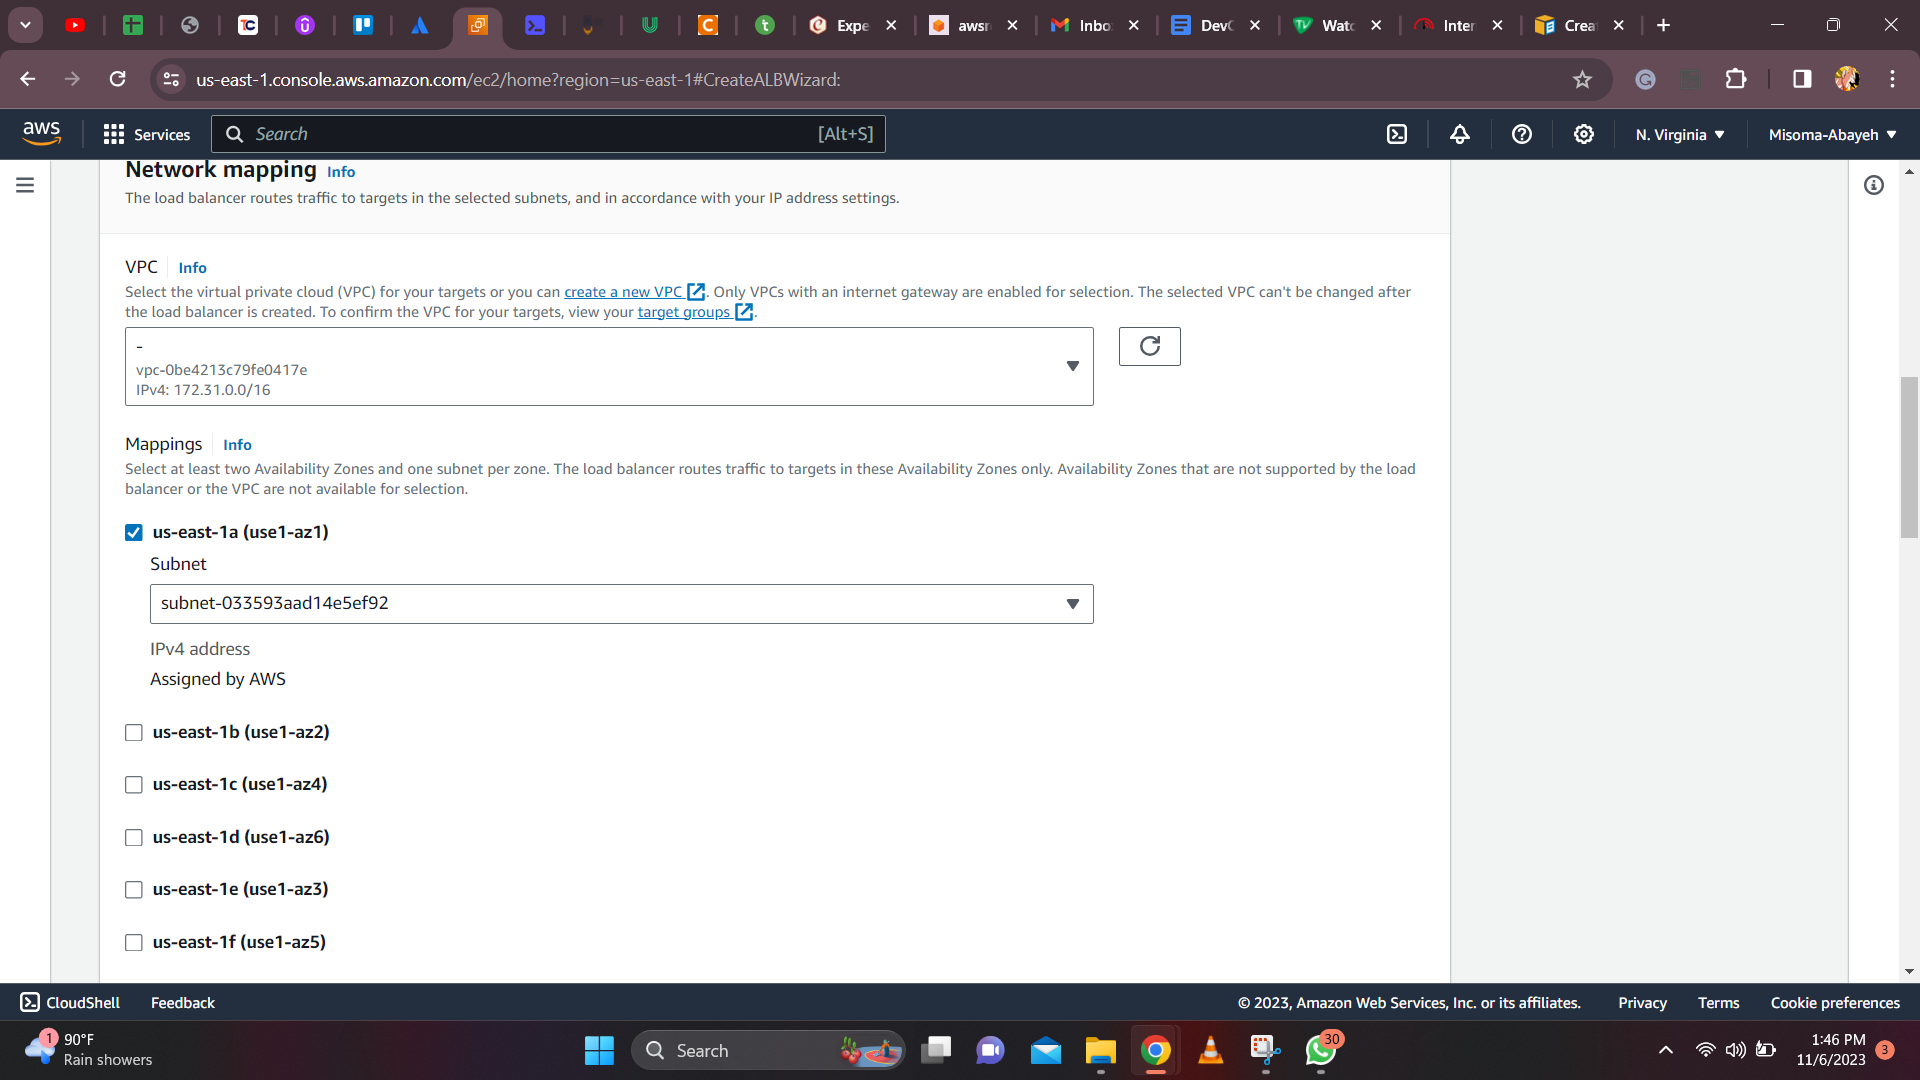 Expe
awsr
Inbo
DevO
Watc
Inter
Crea
us-east-1.console.aws.amazon.com/ec2/home?region=us-east-1#CreateALBWizard:
aws
Services
Search
[Alt+S]
N. Virginia
Misoma-Abayeh
Network mapping Info
The load balancer routes traffic to targets in the selected subnets, and in accordance with your IP address settings.
VPC Info
Select the virtual private cloud (VPC) for your targets or you can create a new VPC. Only VPCs with an internet gateway are enabled for selection. The selected VPC can't be changed after
the load balancer is created. To confirm the VPC for your targets, view your target groups.
-
vpc-0be4213c79fe0417e
IPv4: 172.31.0.0/16
Mappings Info
Select at least two Availability Zones and one subnet per zone. The load balancer routes traffic to targets in these Availability Zones only. Availability Zones that are not supported by the load
balancer or the VPC are not available for selection.
us-east-1a (use1-az1)
Subnet
subnet-033593aad14e5ef92
IPv4 address
Assigned by AWS
us-east-1b (use1-az2)
us-east-1c (use1-az4)
us-east-1d (use1-az6)
us-east-1e (use1-az3)
us-east-1f (use1-az5)
CloudShell
Feedback
© 2023, Amazon Web Services, Inc. or its affiliates.
Privacy
Terms
Cookie preferences
1
90°F
Rain showers
Search
30
1:46 PM
11/6/2023
3